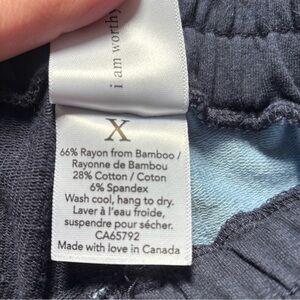 i am worthy
X
66% Rayon from Bamboo /
Rayonne de Bambou
28% Cotton / Coton
6% Spandex
Wash cool, hang to dry.
Laver à l'eau froide,
suspendre pour sécher.
CA65792
Made with love in Canada